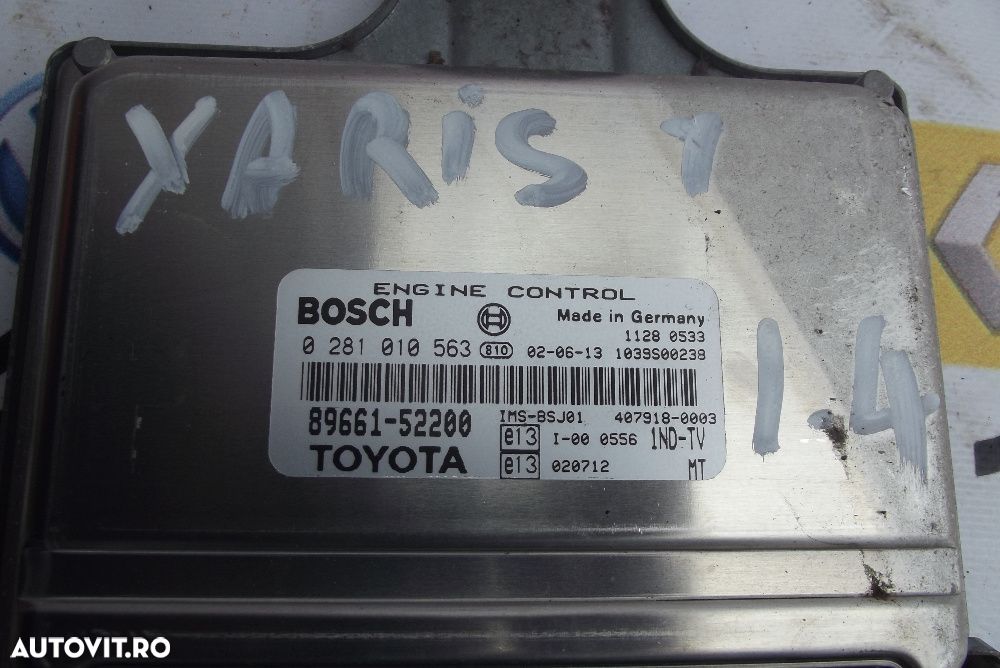 YARiS 1
1.4
ENGINE CONTROL
BOSCH Made in Germany
1128 0533
0 281 010 563 810 02-06-13 1039S00238
89661-52200 IMS-BSJ01 407918-0003
e13 I-00 0556 1ND-TV
TOYOTA e13 020712 MT
AUTOVIT.RO